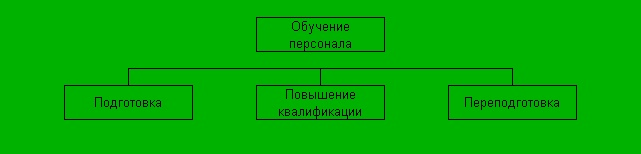 Обучение
персонала
Подготовка
Повышение
квалификации
Переподготовка